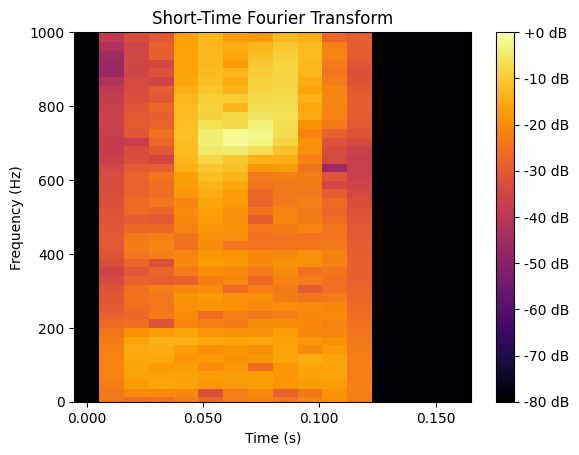 Short-Time Fourier Transform
Frequency (Hz)
1000
800
600
400
200
0
0.000
0.050
0.100
0.150
Time (s)
+0 dB
-10 dB
-20 dB
-30 dB
-40 dB
-50 dB
-60 dB
-70 dB
-80 dB